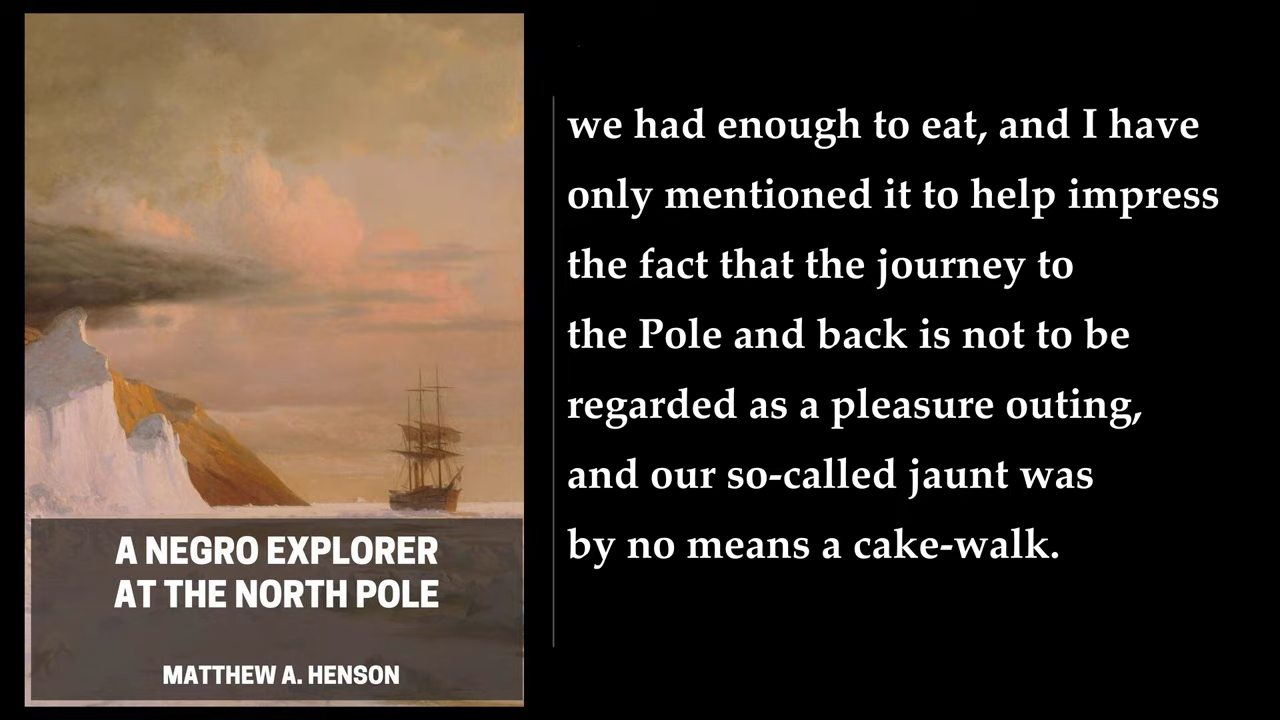 A NEGRO EXPLORER
AT THE NORTH POLE
MATTHEW A. HENSON
we had enough to eat, and I have
only mentioned it to help impress
the fact that the journey to
the Pole and back is not to be
regarded as a pleasure outing,
and our so-called jaunt was
by no means a cake-walk.